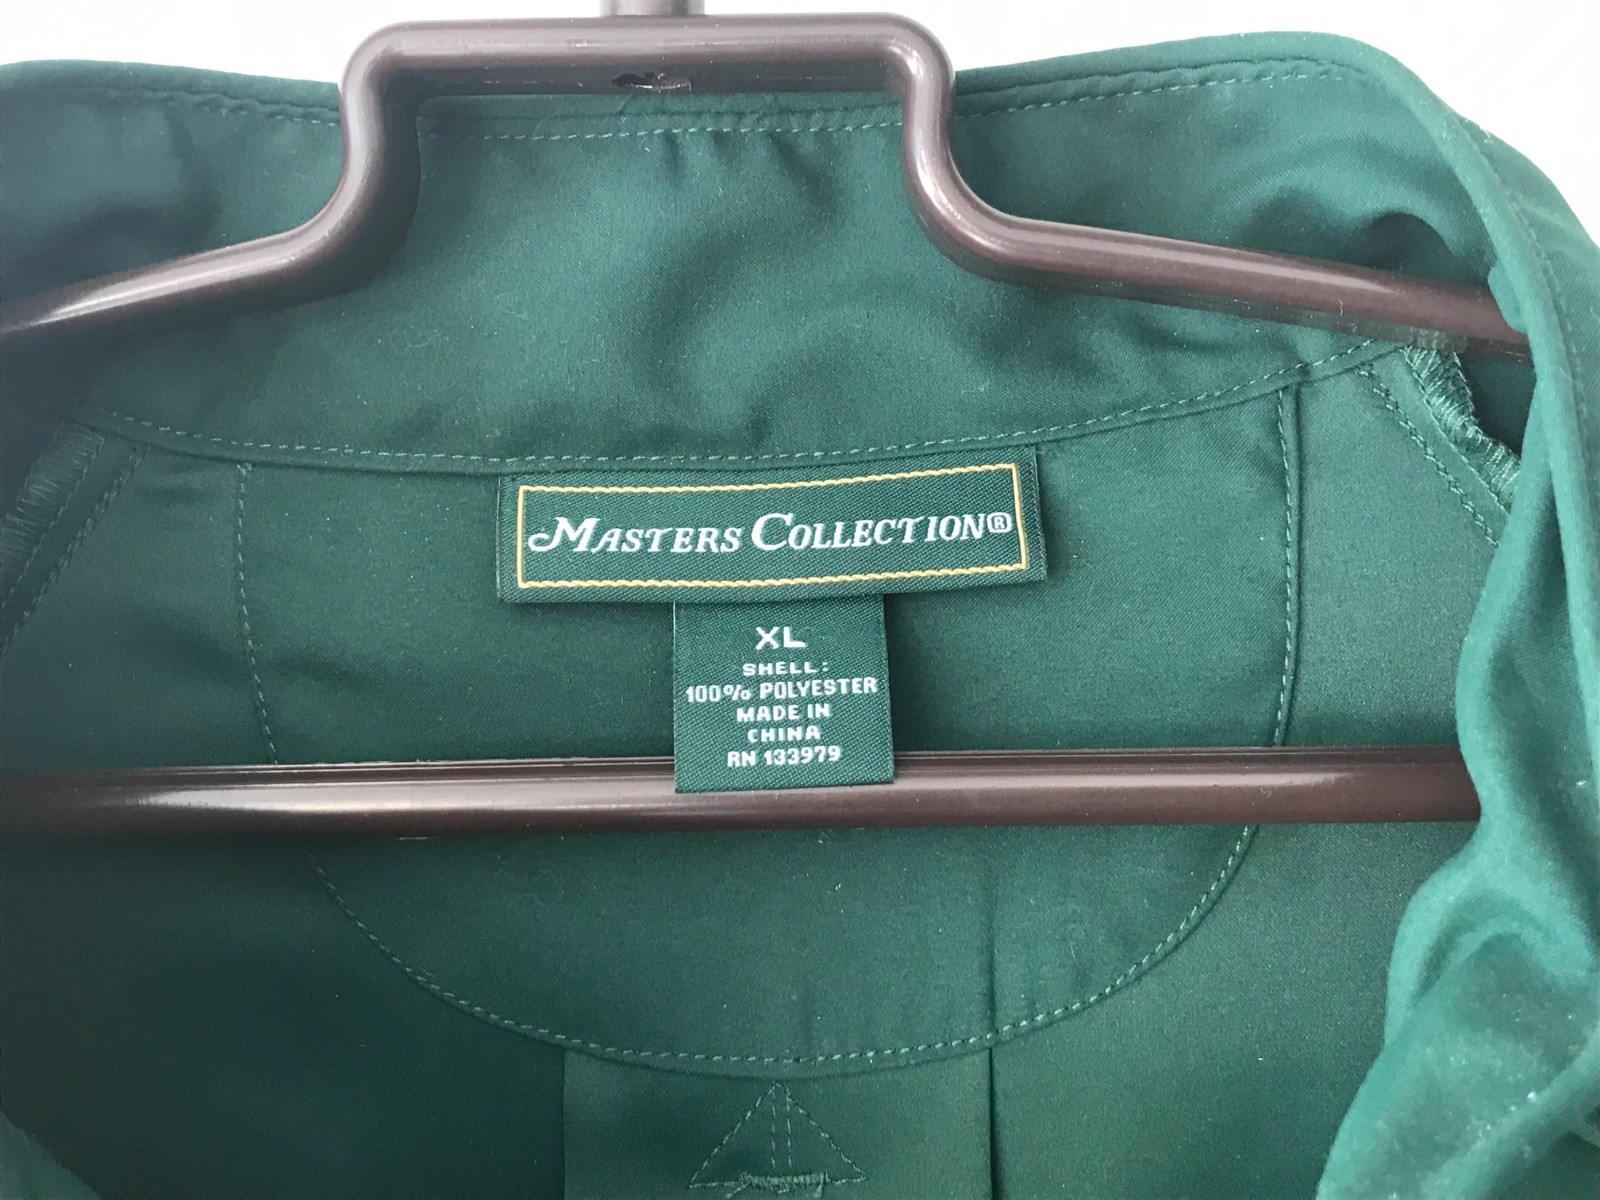 MASTERS COLLECTION®
XL
SHELL:
100% POLYESTER
MADE IN
CHINA
RN 133979